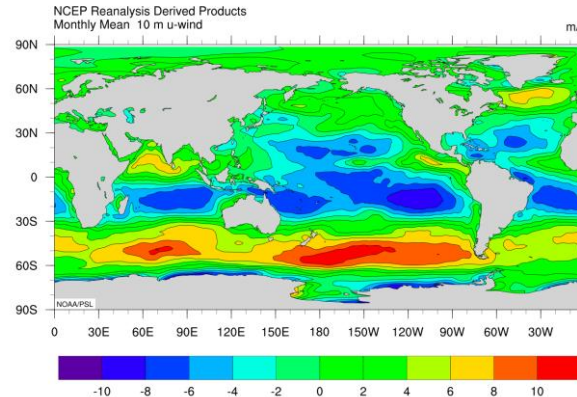 NCEP Reanalysis Derived Products
Monthly Mean 10 m u-wind
90N
60N
30N
0
30S
60S
90S
NOAA/PSL
0 30E 60E 90E 120E 150E 180 150W 120W 90W 60W 30W
-10 -8 -6 -4 -2 0 2 4 6 8 10